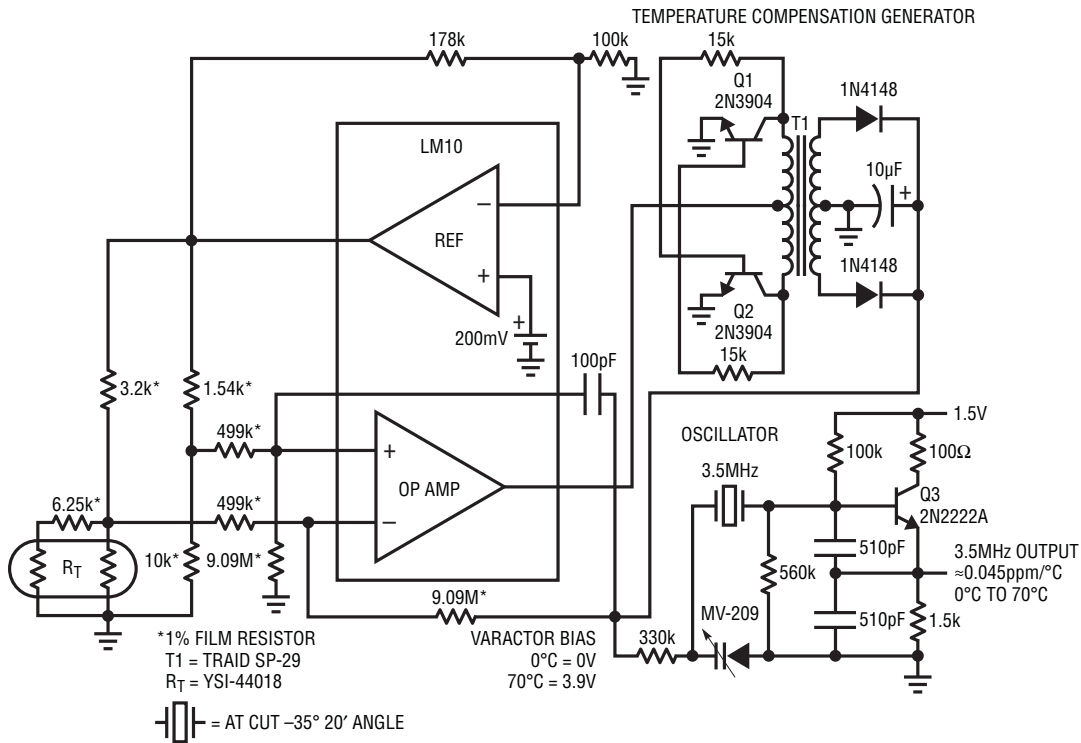 TEMPERATURE COMPENSATION GENERATOR
178k
100k
15k
Q1
2N3904
T1
1N4148
LM10
10µF
+
−
REF
+
+
200mV
1N4148
Q2
2N3904
15k
100pF
3.2k*
1.54k*
499k*
+
OP AMP
−
OSCILLATOR
1.5V
100k
100Ω
3.5MHz
Q3
2N2222A
6.25k*
499k*
RT
10k*
9.09M*
510pF
3.5MHz OUTPUT
≈0.045ppm/°C
0°C TO 70°C
560k
9.09M*
MV-209
510pF
1.5k
330k
*1% FILM RESISTOR
T1 = TRAID SP-29
RT = YSI-44018
VARACTOR BIAS
0°C = 0V
70°C = 3.9V
= AT CUT –35° 20′ ANGLE